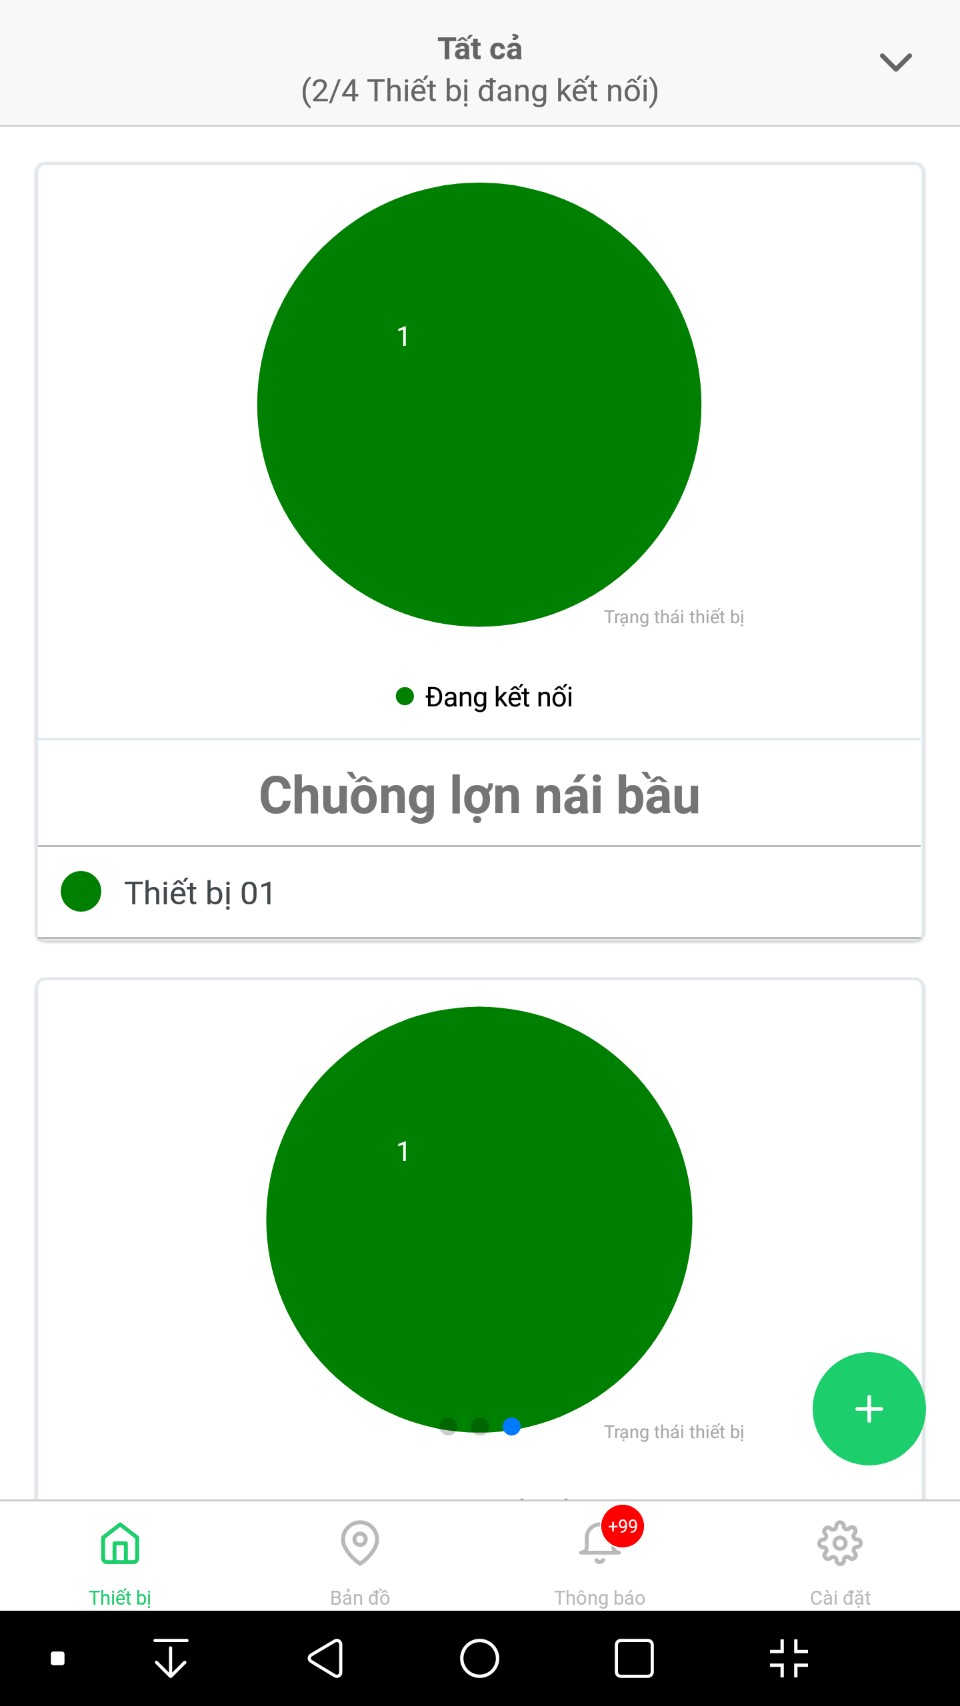 Tất cả
(2/4 Thiết bị đang kết nối)
1
Trạng thái thiết bị
Đang kết nối
Chuồng lợn nái bầu
Thiết bị 01
1
Trạng thái thiết bị
+
+99
Thiết bị
Bản đồ
Thông báo
Cài đặt